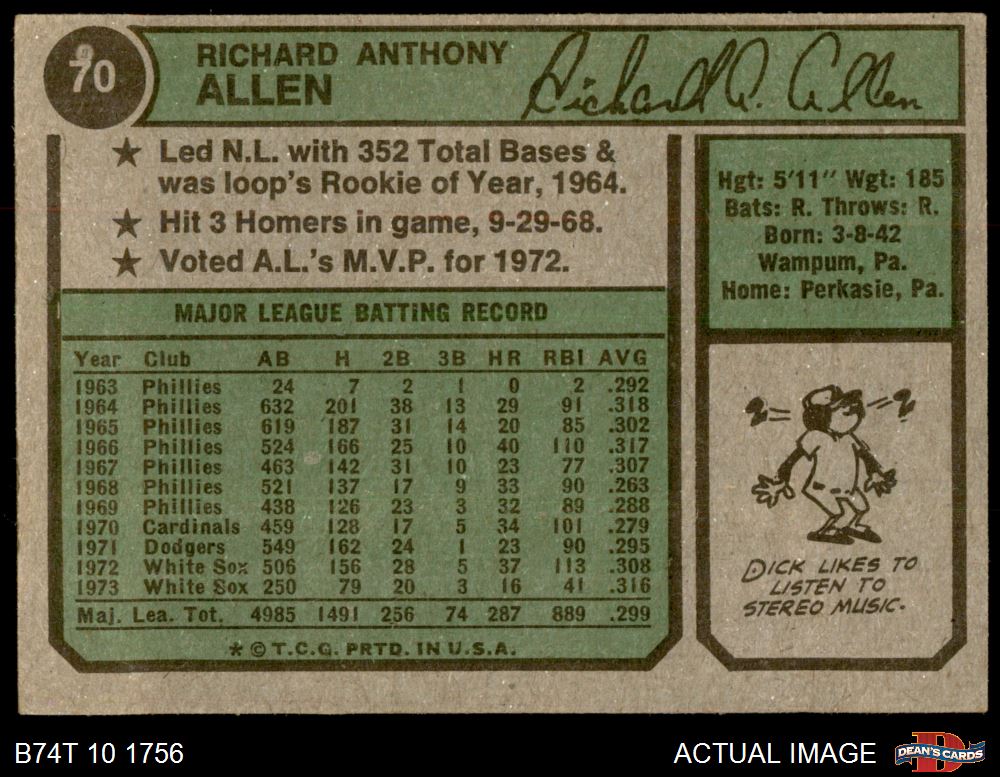 70
RICHARD ANTHONY
ALLEN
Richard A. Allen
★ Led N.L. with 352 Total Bases &
was loop's Rookie of Year, 1964.
★ Hit 3 Homers in game, 9-29-68.
★ Voted A.L.'s M.V.P. for 1972.
Hgt: 5'11" Wgt: 185
Bats: R. Throws: R.
Born: 3-8-42
Wampum, Pa.
Home: Perkasie, Pa.
MAJOR LEAGUE BATTING RECORD
Year Club AB H 2B 3B HR RBI AVG
1963 Phillies 24 7 2 1 0 2 .292
1964 Phillies 632 201 38 13 29 91 .318
1965 Phillies 619 187 31 14 20 85 .302
1966 Phillies 524 166 25 10 40 110 .317
1967 Phillies 463 142 31 10 23 77 .307
1968 Phillies 521 137 17 9 33 90 .263
1969 Phillies 438 126 23 3 32 89 .288
1970 Cardinals 459 128 17 5 34 101 .279
1971 Dodgers 549 162 24 1 23 90 .295
1972 White Sox 506 156 28 5 37 113 .308
1973 White Sox 250 79 20 3 16 41 .316
Maj. Lea. Tot. 4985 1491 256 74 287 889 .299
* © T.C.G. PRTD. IN U.S.A.
DICK LIKES TO
LISTEN TO
STEREO MUSIC.
B74T 10 1756
ACTUAL IMAGE
DEAN'S CARDS